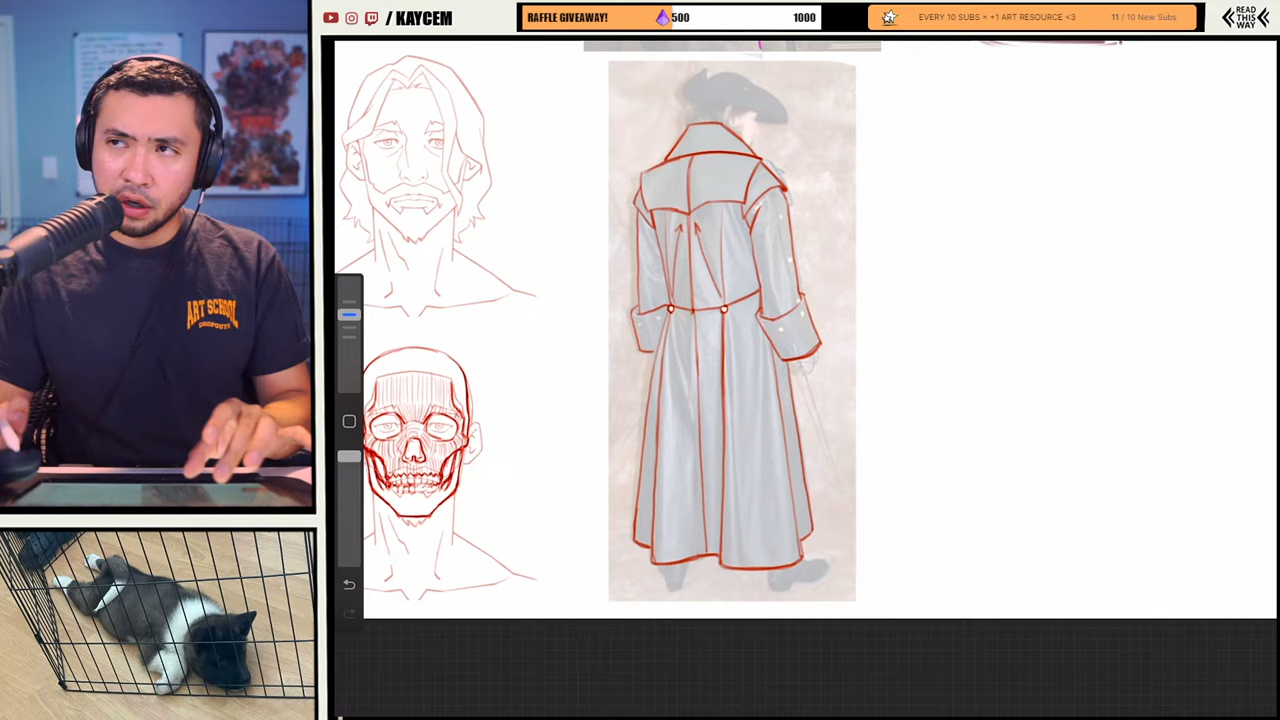 / KAYCEM
RAFFLE GIVEAWAY!
500
1000
EVERY 10 SUBS = +1 ART RESOURCE <3
11 / 10 New Subs
READ
THIS
WAY
ART SCHOOL
DROPOUTS